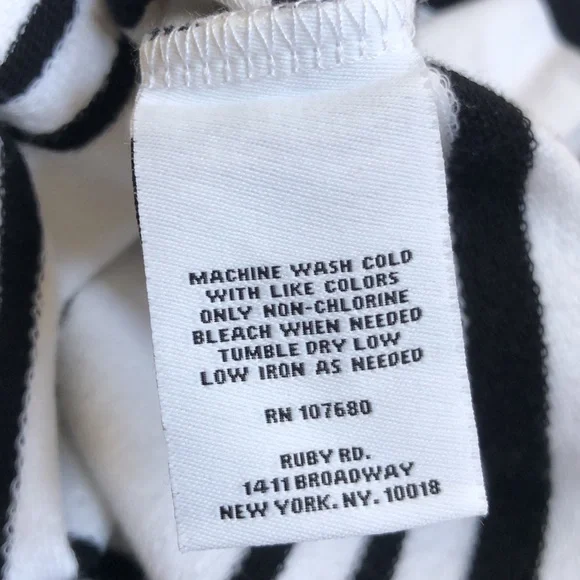 MACHINE WASH COLD
WITH LIKE COLORS
ONLY NON-CHLORINE
BLEACH WHEN NEEDED
TUMBLE DRY LOW
LOW IRON AS NEEDED
RN 107680
RUBY RD.
1411 BROADWAY
NEW YORK. NY. 10018